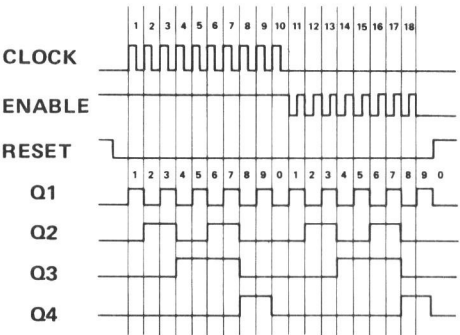 1 2 3 4 5 6 7 8 9 10 11 12 13 14 15 16 17 18
CLOCK
ENABLE
RESET
1 2 3 4 5 6 7 8 9 0 1 2 3 4 5 6 7 8 9 0
Q1
Q2
Q3
Q4